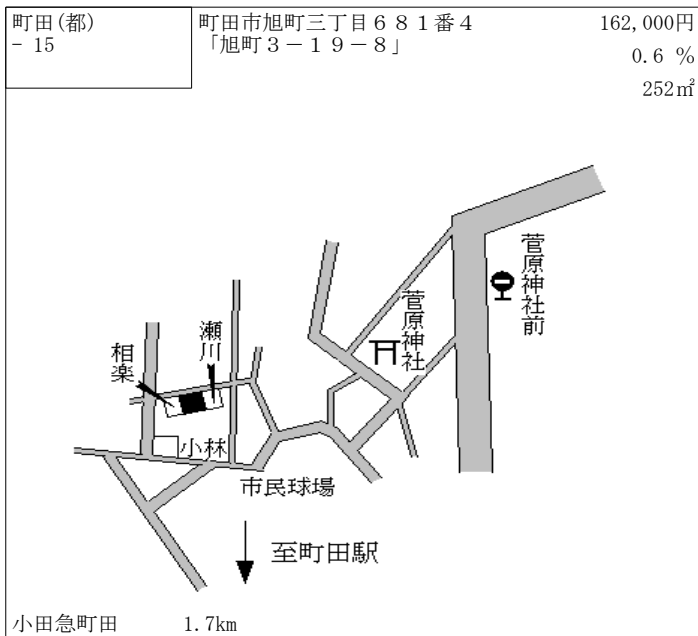 町田(都)
- 15
町田市旭町三丁目681番4
「旭町3-19-8」
162,000円
0.6 %
252㎡
菅原神社前
菅原神社
瀬川
相楽
小林
市民球場
至町田駅
小田急町田 1.7km